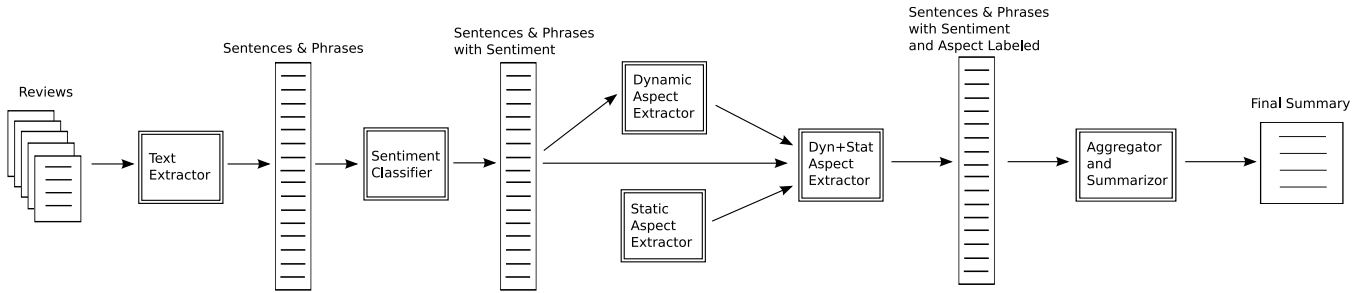 Reviews
Text
Extractor
Sentences & Phrases
Sentiment
Classifier
Sentences & Phrases
with Sentiment
Dynamic
Aspect
Extractor
Static
Aspect
Extractor
Dyn+Stat
Aspect
Extractor
Sentences & Phrases
with Sentiment
and Aspect Labeled
Aggregator
and
Summarizor
Final Summary